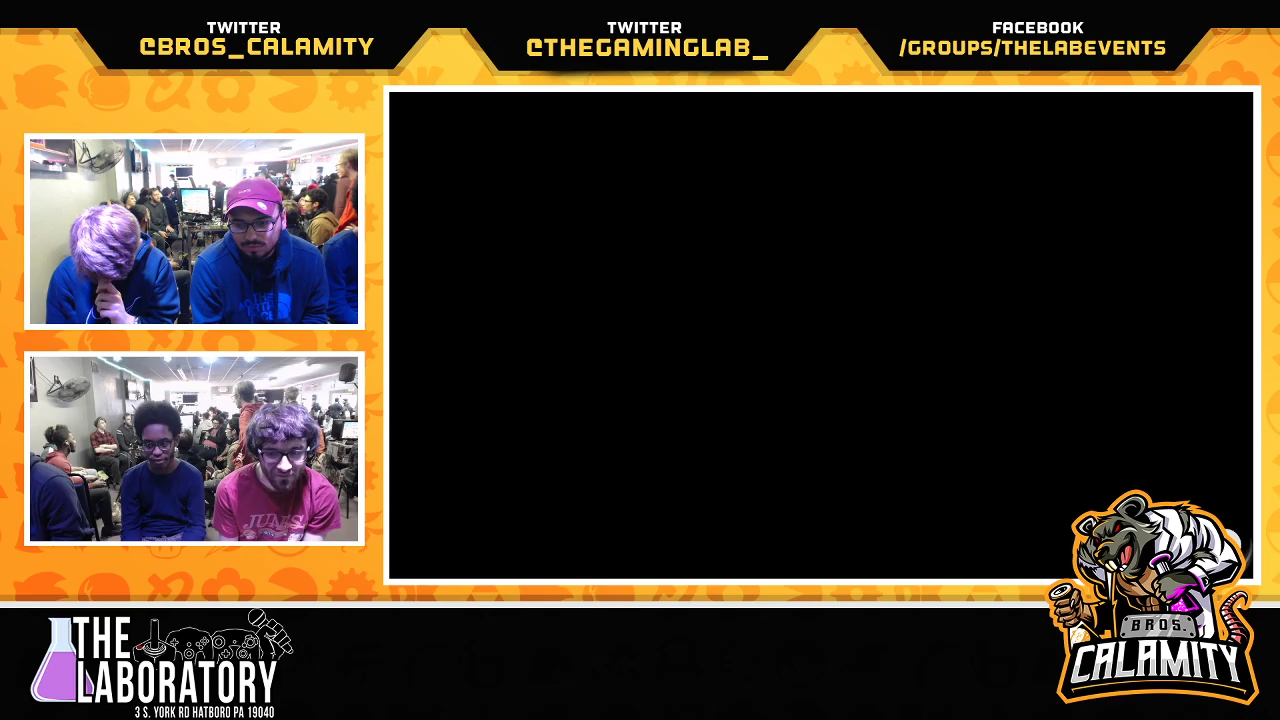 TWITTER
@BROS_CALAMITY
TWITTER
@THEGAMINGLAB_
FACEBOOK
/GROUPS/THELABEVENTS
THE
LABORATORY
3 S. YORK RD HATBORO PA 19040
BROS.
CALAMITY